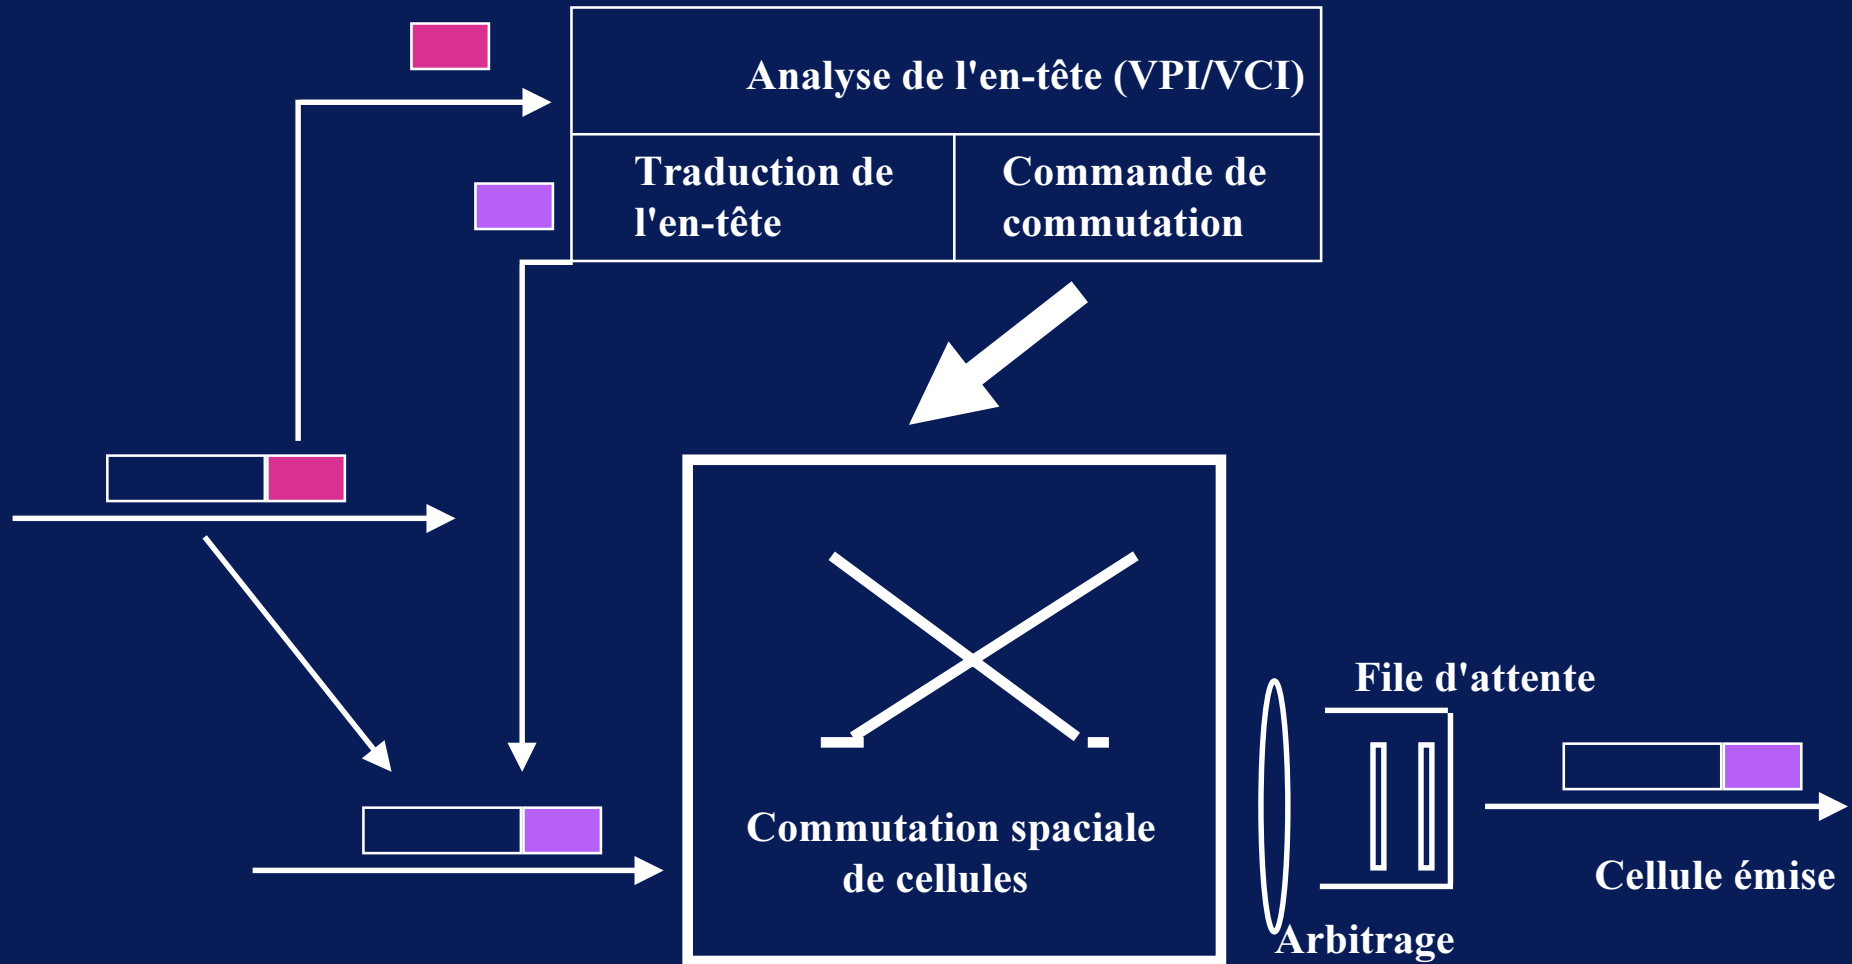 Analyse de l'en-tête (VPI/VCI)
Traduction de
l'en-tête
Commande de
commutation
File d'attente
Commutation spaciale
de cellules
Cellule émise
Arbitrage